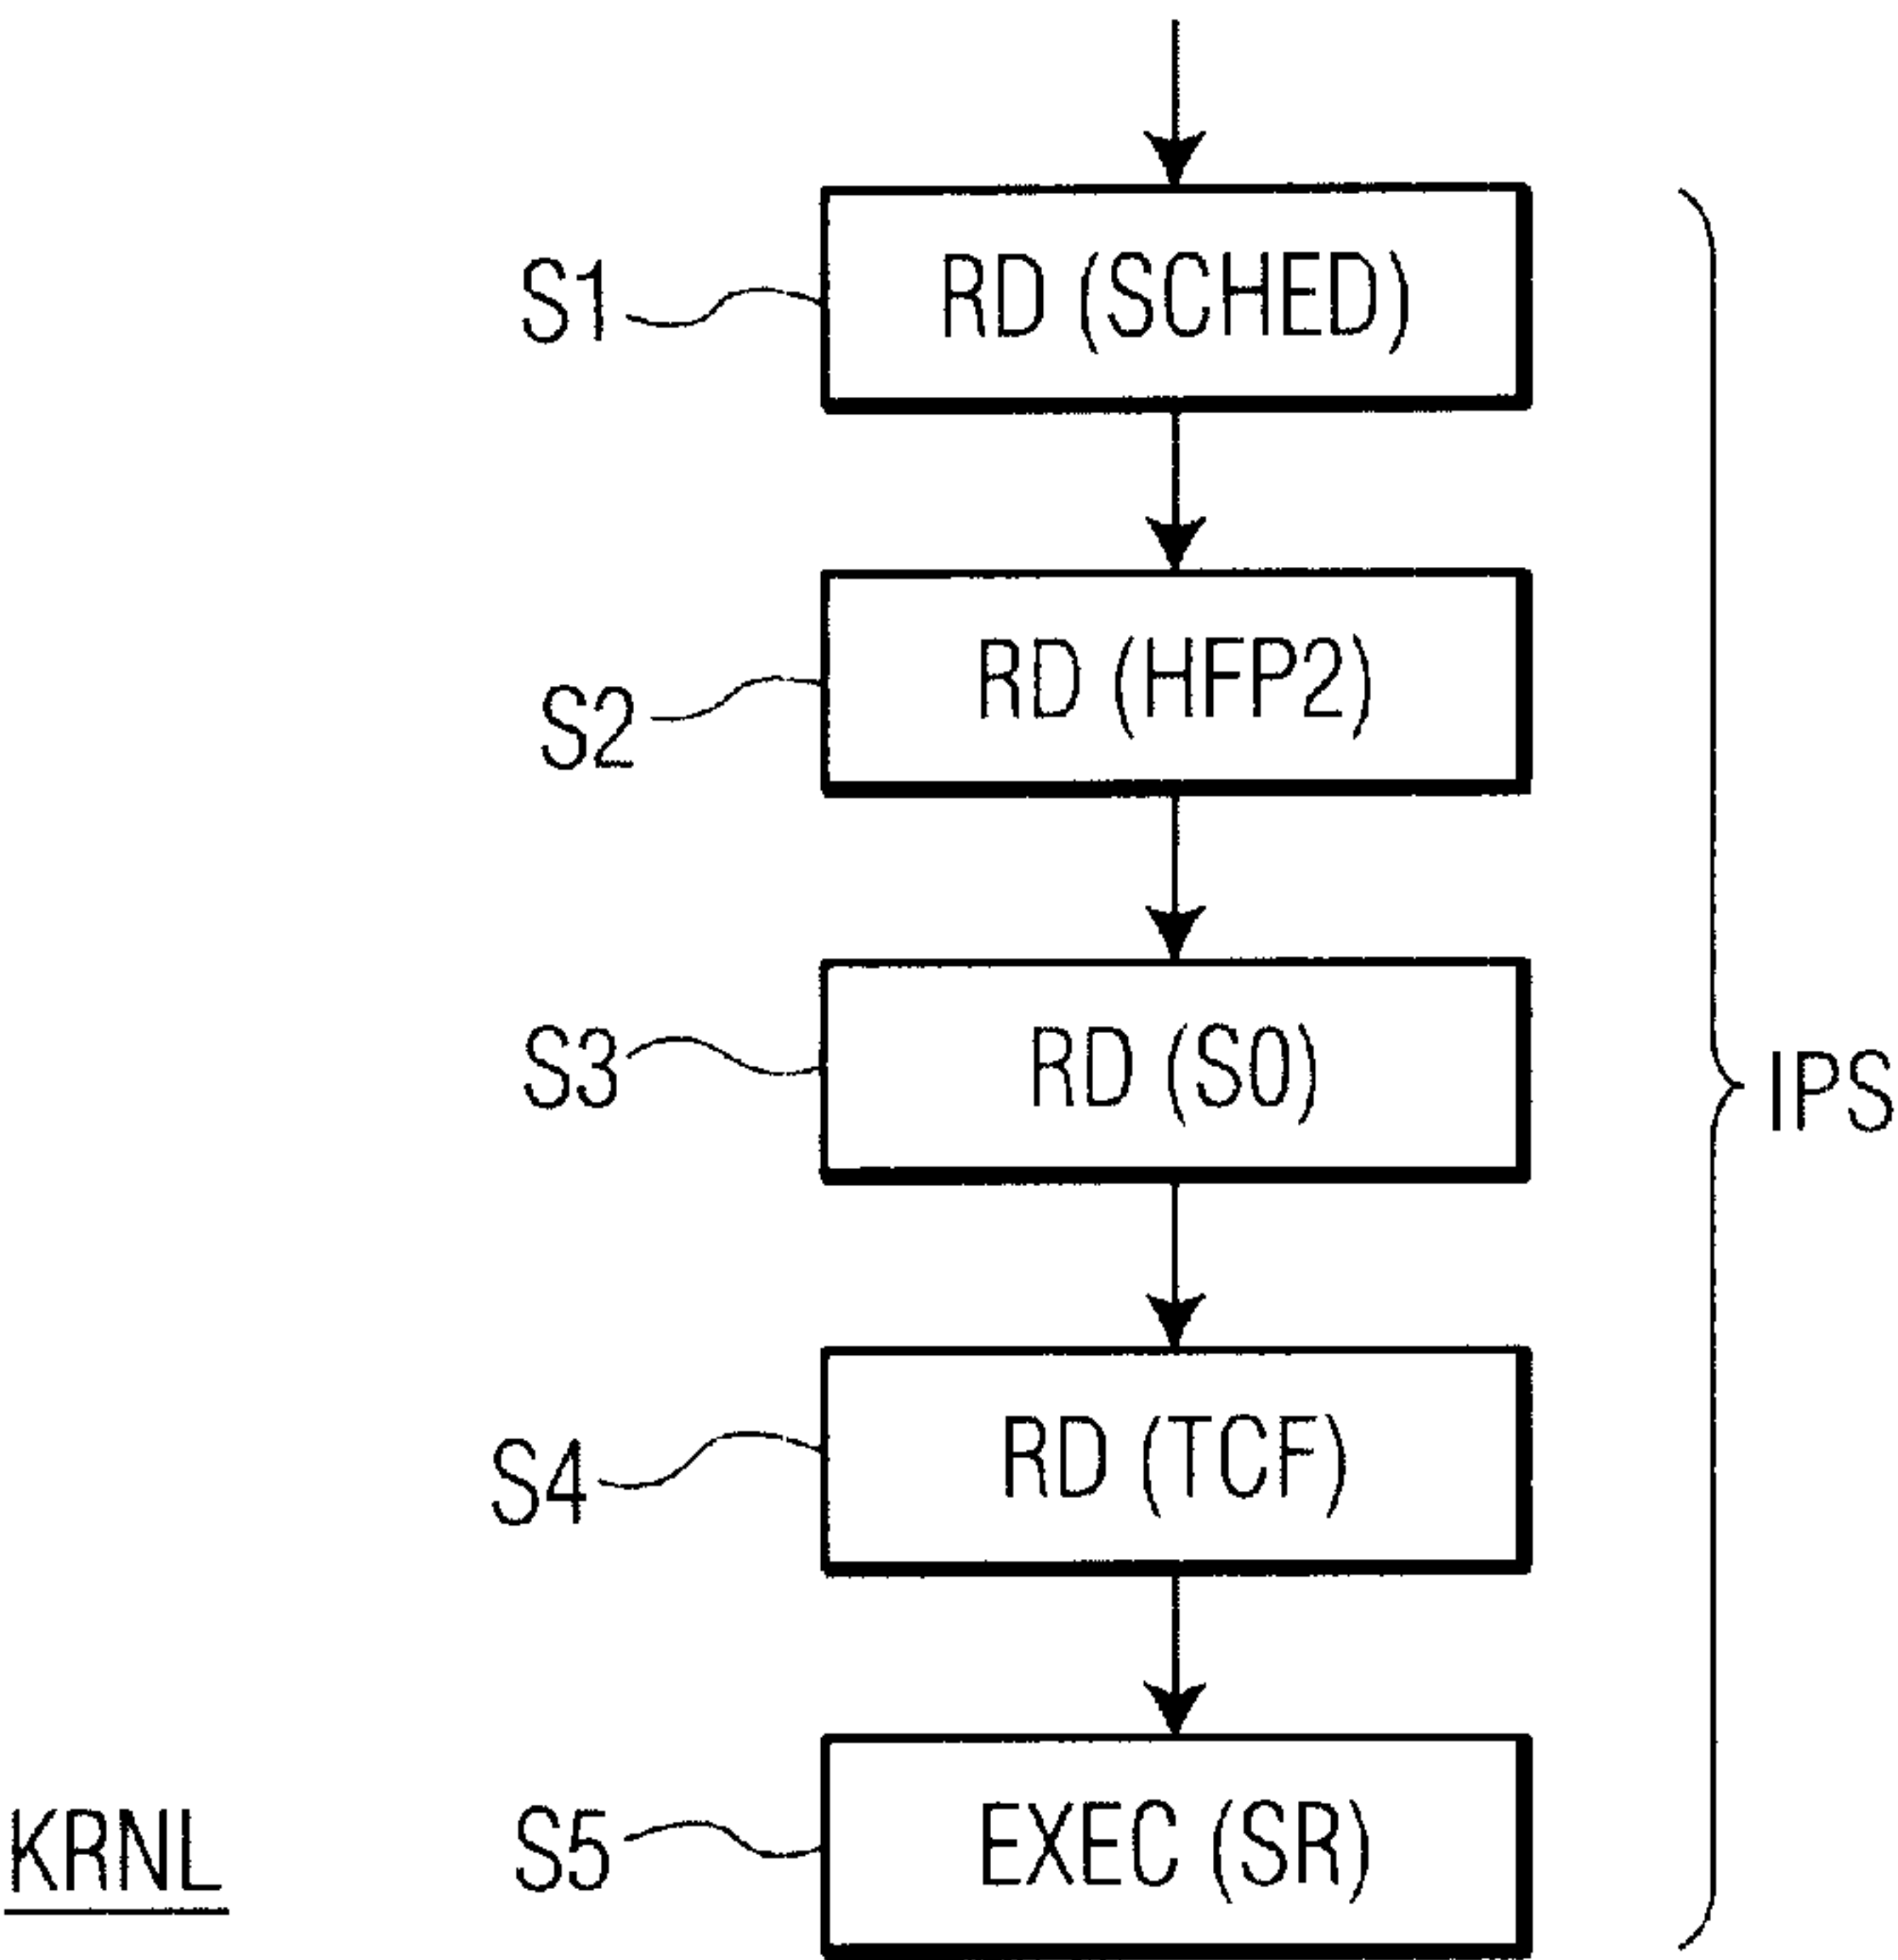 S1
RD (SCHED)
S2
RD (HFP2)
S3
RD (S0)
IPS
S4
RD (TCF)
KRNL
S5
EXEC (SR)